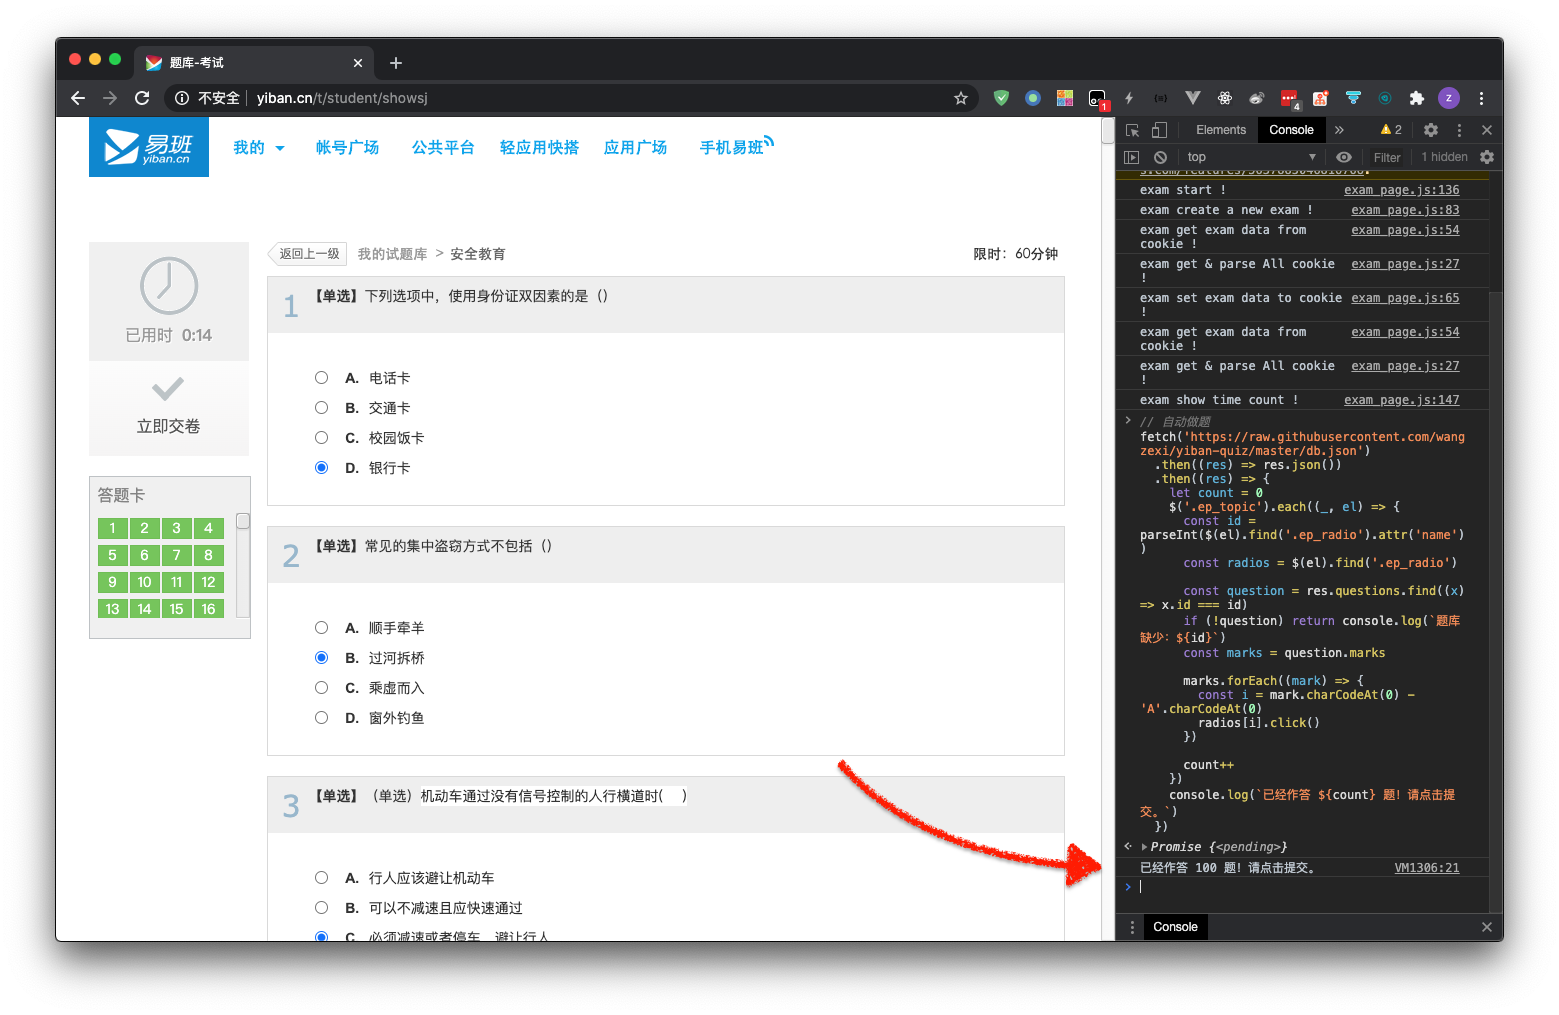 题库-考试
不安全
yiban.cn/t/student/showsj
1
4
z
易班
yiban.cn
我的
帐号广场
公共平台
轻应用快搭
应用广场
手机易班
已用时 0:14
立即交卷
答题卡
1 2 3 4
5 6 7 8
9 10 11 12
13 14 15 16
返回上一级
我的试题库 > 安全教育
限时：60分钟
1
【单选】下列选项中，使用身份证双因素的是（）
A. 电话卡
B. 交通卡
C. 校园饭卡
D. 银行卡
2
【单选】常见的集中盗窃方式不包括（）
A. 顺手牵羊
B. 过河拆桥
C. 乘虚而入
D. 窗外钓鱼
3
【单选】（单选）机动车通过没有信号控制的人行横道时( )
A. 行人应该避让机动车
B. 可以不减速且应快速通过
C. 必须减速或者停车，避让行人
Elements
Console
»
2
top
Filter
1 hidden
exam start ! exam_page.js:136
exam create a new exam ! exam_page.js:83
exam get exam data from exam_page.js:54
cookie !
exam get & parse All cookie exam_page.js:27
!
exam set exam data to cookie exam_page.js:65
!
exam get exam data from exam_page.js:54
cookie !
exam get & parse All cookie exam_page.js:27
!
exam show time count ! exam_page.js:147
// 自动做题
fetch('https://raw.githubusercontent.com/wang
zexi/yiban-quiz/master/db.json')
.then((res) => res.json())
.then((res) => {
let count = 0
$('.ep_topic').each((_, el) => {
const id =
parseInt($(el).find('.ep_radio').attr('name')
)
const radios = $(el).find('.ep_radio')
const question = res.questions.find((x)
=> x.id === id)
if (!question) return console.log(`题库
缺少：${id}`)
const marks = question.marks
marks.forEach((mark) => {
const i = mark.charCodeAt(0) -
'A'.charCodeAt(0)
radios[i].click()
})
count++
})
console.log(`已经作答 ${count} 题！请点击提
交。`)
})
Promise {<pending>}
已经作答 100 题！请点击提交。 VM1306:21
Console